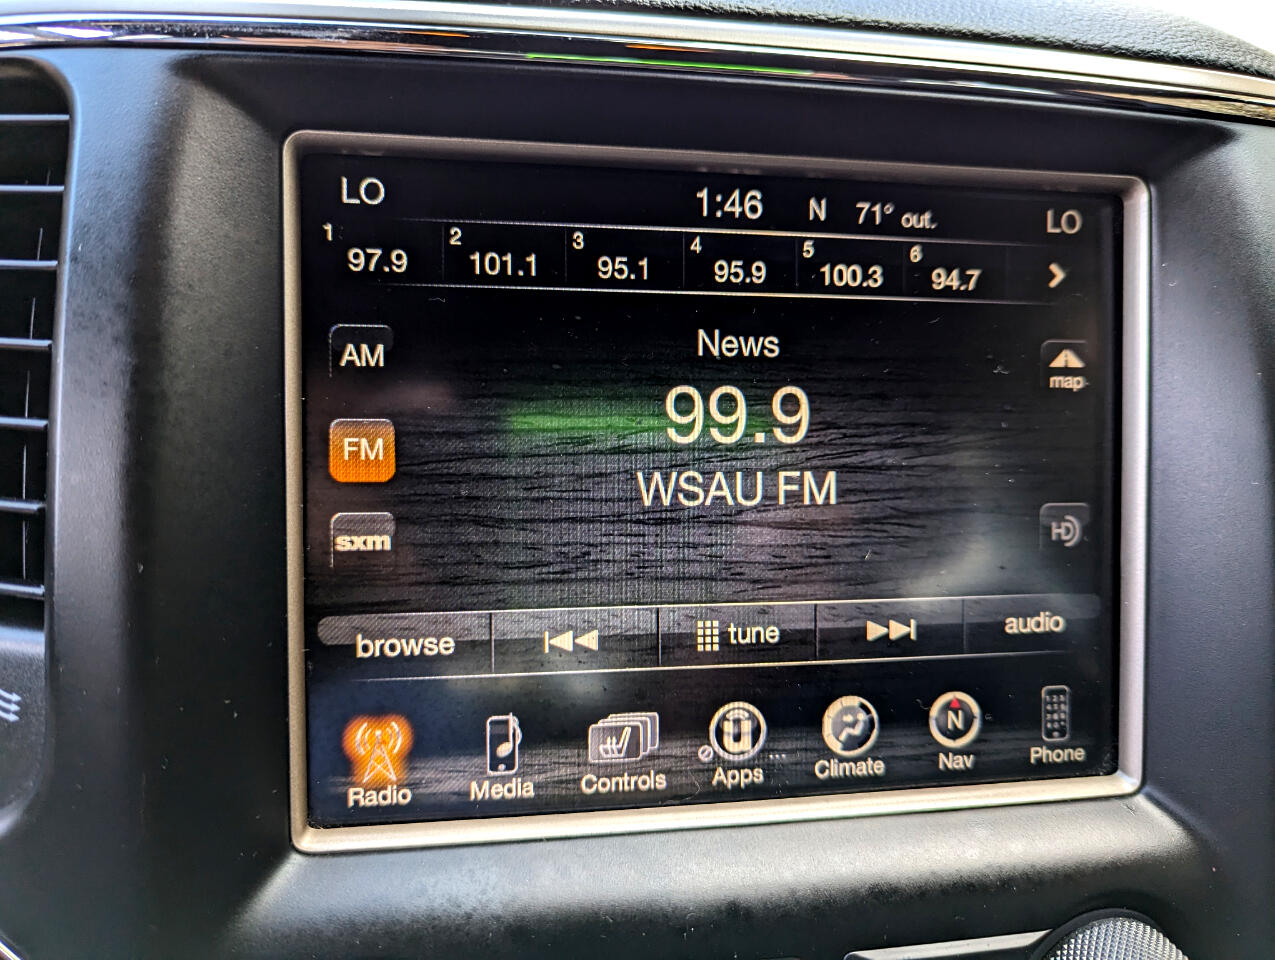 LO 1:46 N 71° out. LO
1 97.9 2 101.1 3 95.1 4 95.9 5 100.3 6 94.7
News
AM
map
99.9
FM
WSAU FM
HD
sxm
browse tune audio
Radio Media Controls Apps Climate Nav Phone
N